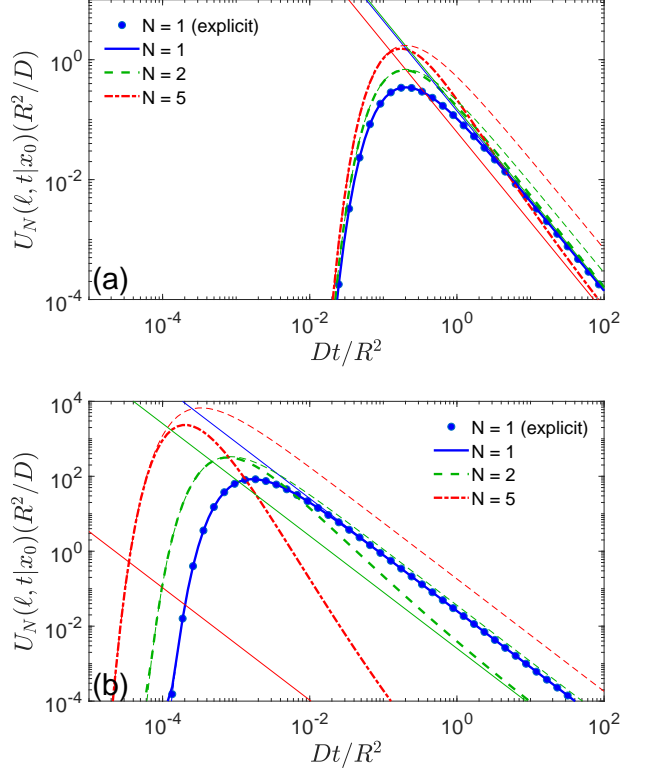 U_N(ℓ, t|x_0)(R^2/D)
10^0
10^-2
10^-4
N = 1 (explicit)
N = 1
N = 2
N = 5
(a)
10^-4
10^-2
10^0
10^2
Dt/R^2
U_N(ℓ, t|x_0)(R^2/D)
10^4
10^2
10^0
10^-2
10^-4
N = 1 (explicit)
N = 1
N = 2
N = 5
(b)
10^-4
10^-2
10^0
10^2
Dt/R^2